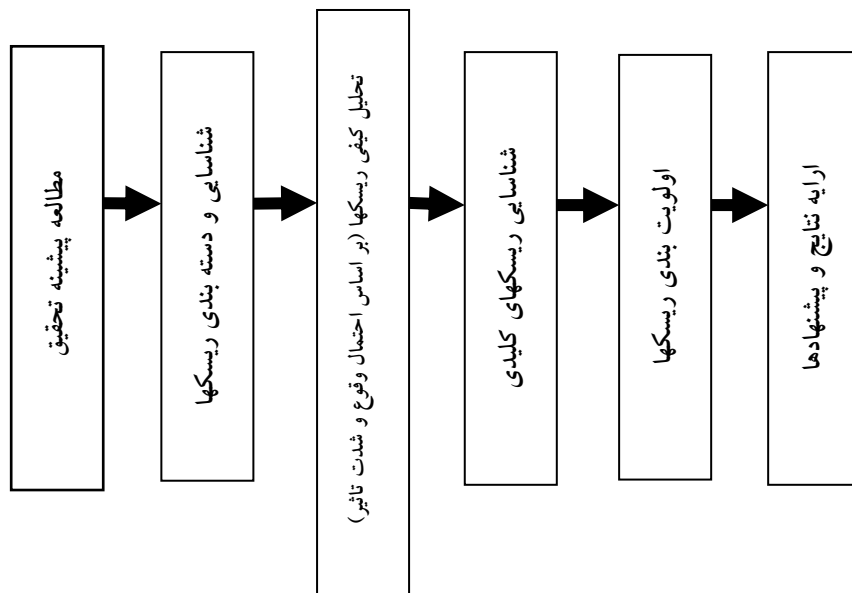 مطالعه پیشینه تحقیق
شناسایی و دسته بندی ریسکها
تحلیل کیفی ریسکها (بر اساس احتمال وقوع و شدت تاثیر)
شناسایی ریسکهای کلیدی
اولویت بندی ریسکها
ارایه نتایج و پیشنهادها